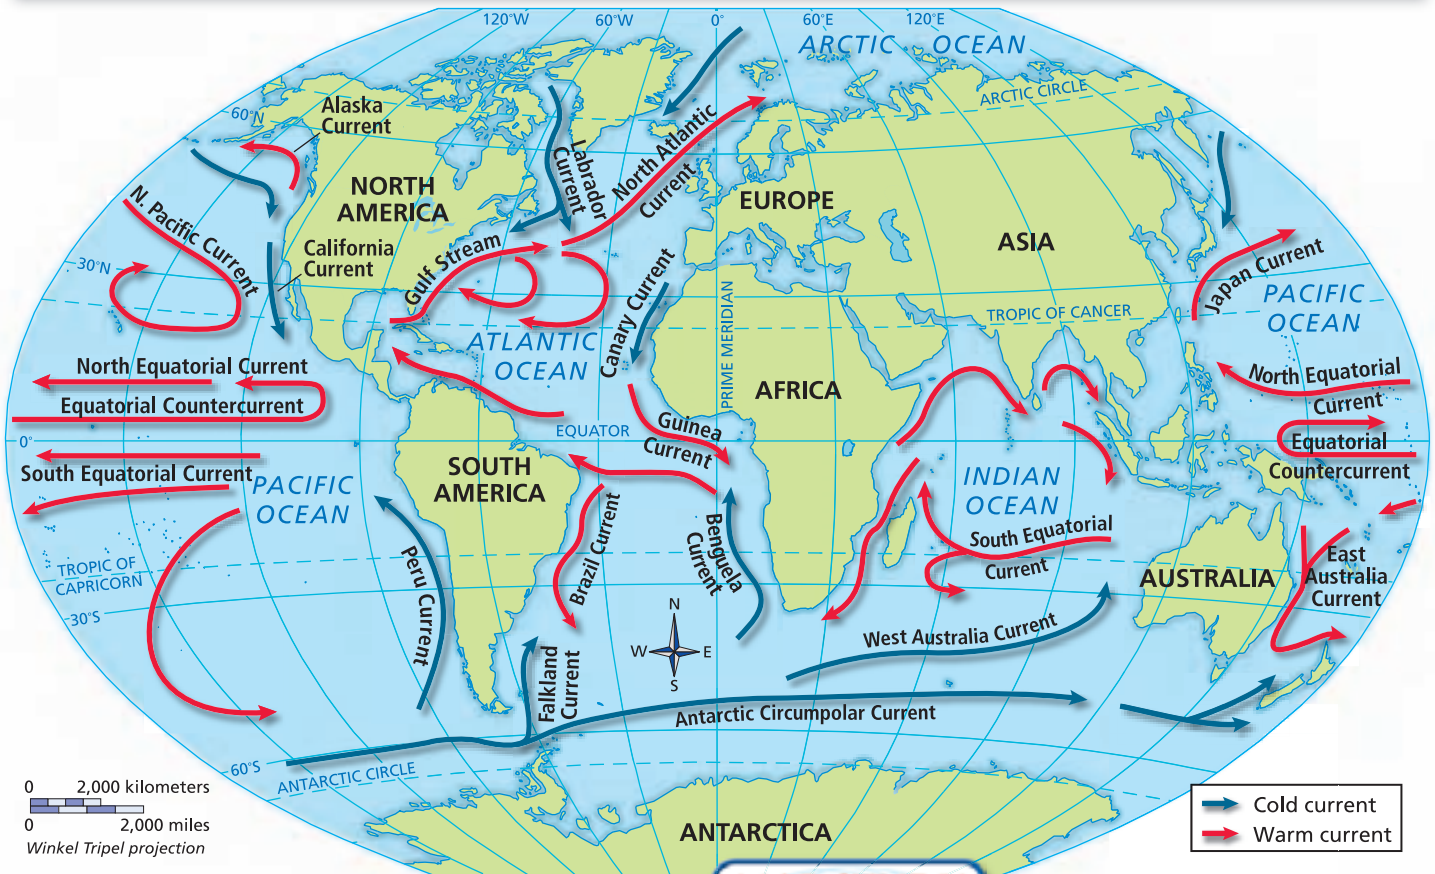 120°W
60°W
0°
60°E
120°E
ARCTIC OCEAN
ARCTIC CIRCLE
60°N
Alaska
Current
Labrador
Current
North Atlantic
Current
NORTH
AMERICA
EUROPE
ASIA
N. Pacific Current
California
Current
Gulf Stream
Canary Current
Japan Current
30°N
PACIFIC
OCEAN
PRIME MERIDIAN
TROPIC OF CANCER
ATLANTIC
OCEAN
North Equatorial Current
Equatorial Countercurrent
AFRICA
North Equatorial
Current
Guinea
Current
0°
EQUATOR
Equatorial
Countercurrent
South Equatorial Current
PACIFIC
OCEAN
SOUTH
AMERICA
INDIAN
OCEAN
South Equatorial
Current
TROPIC OF
CAPRICORN
Peru Current
Brazil Current
Benguela
Current
AUSTRALIA
East
Australia
Current
30°S
N
W
E
S
West Australia Current
Falkland
Current
Antarctic Circumpolar Current
60°S
ANTARCTIC CIRCLE
ANTARCTICA
0 2,000 kilometers
0 2,000 miles
Winkel Tripel projection
Cold current
Warm current